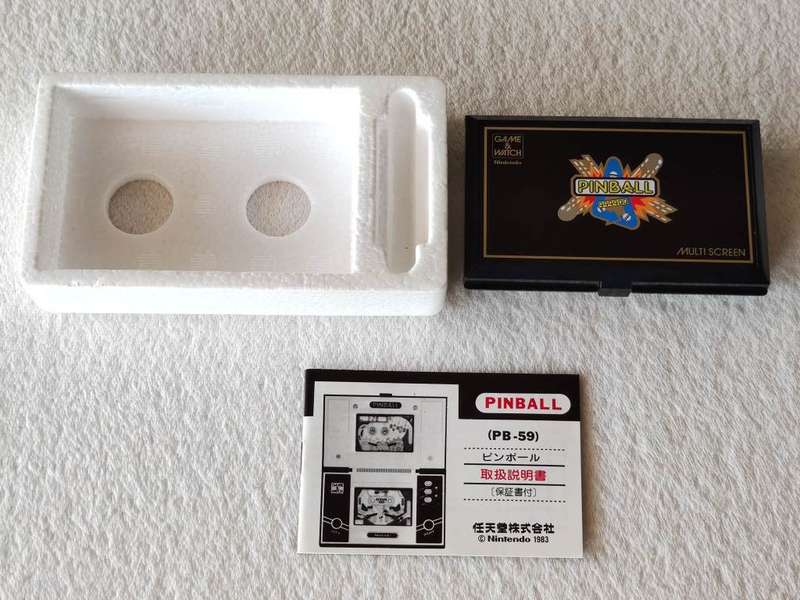 GAME
&
WATCH
Nintendo
PINBALL
MULTI SCREEN
PINBALL
PINBALL
(PB-59)
ピンボール
取扱説明書
〔保証書付〕
任天堂株式会社
© Nintendo 1983